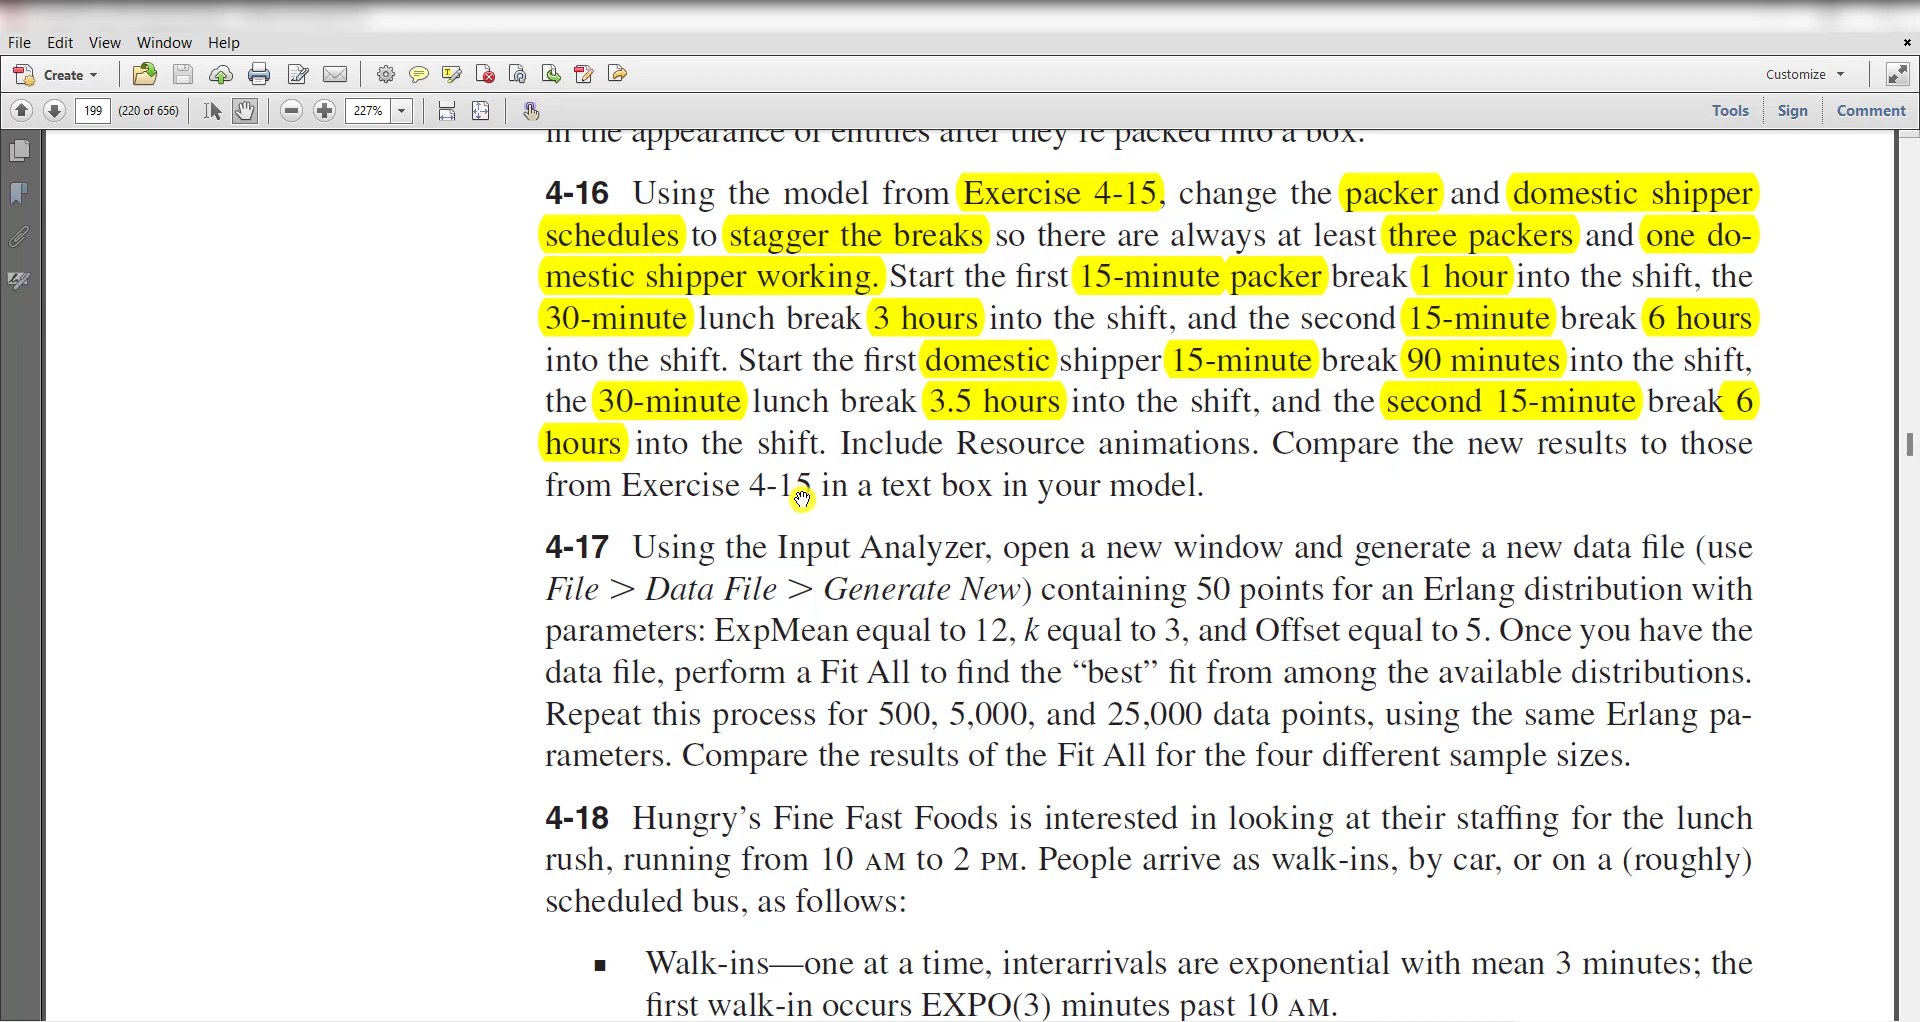 File Edit View Window Help
Create
Customize
199 (220 of 656) 227% Tools Sign Comment
in the appearance of entities after they're packed into a box.
4-16 Using the model from Exercise 4-15, change the packer and domestic shipper
schedules to stagger the breaks so there are always at least three packers and one do-
mestic shipper working. Start the first 15-minute packer break 1 hour into the shift, the
30-minute lunch break 3 hours into the shift, and the second 15-minute break 6 hours
into the shift. Start the first domestic shipper 15-minute break 90 minutes into the shift,
the 30-minute lunch break 3.5 hours into the shift, and the second 15-minute break 6
hours into the shift. Include Resource animations. Compare the new results to those
from Exercise 4-15 in a text box in your model.
4-17 Using the Input Analyzer, open a new window and generate a new data file (use
File > Data File > Generate New) containing 50 points for an Erlang distribution with
parameters: ExpMean equal to 12, k equal to 3, and Offset equal to 5. Once you have the
data file, perform a Fit All to find the “best” fit from among the available distributions.
Repeat this process for 500, 5,000, and 25,000 data points, using the same Erlang pa-
rameters. Compare the results of the Fit All for the four different sample sizes.
4-18 Hungry’s Fine Fast Foods is interested in looking at their staffing for the lunch
rush, running from 10 AM to 2 PM. People arrive as walk-ins, by car, or on a (roughly)
scheduled bus, as follows:
■ Walk-ins—one at a time, interarrivals are exponential with mean 3 minutes; the
first walk-in occurs EXPO(3) minutes past 10 AM.